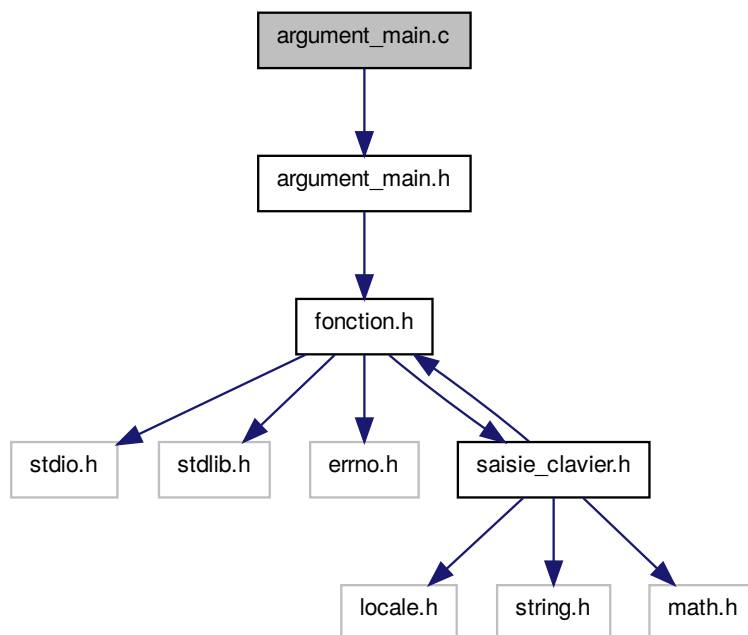 argument_main.c
argument_main.h
fonction.h
stdio.h
stdlib.h
errno.h
saisie_clavier.h
locale.h
string.h
math.h